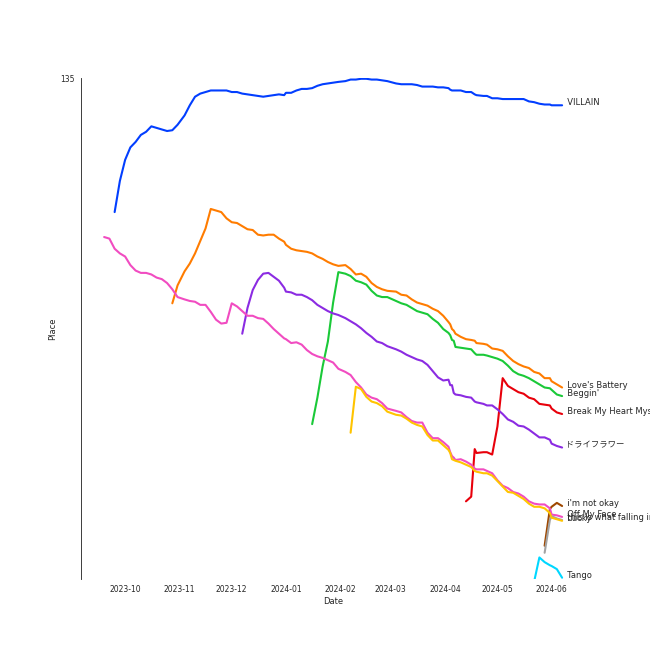 135
VILLAIN
Place
Love's Battery
Beggin'
Break My Heart Mys
ドライフラワー
i'm not okay
Off My Face
what falling i
Tango
2023-10 2023-11 2023-12 2024-01 2024-02 2024-03 2024-04 2024-05 2024-06
Date